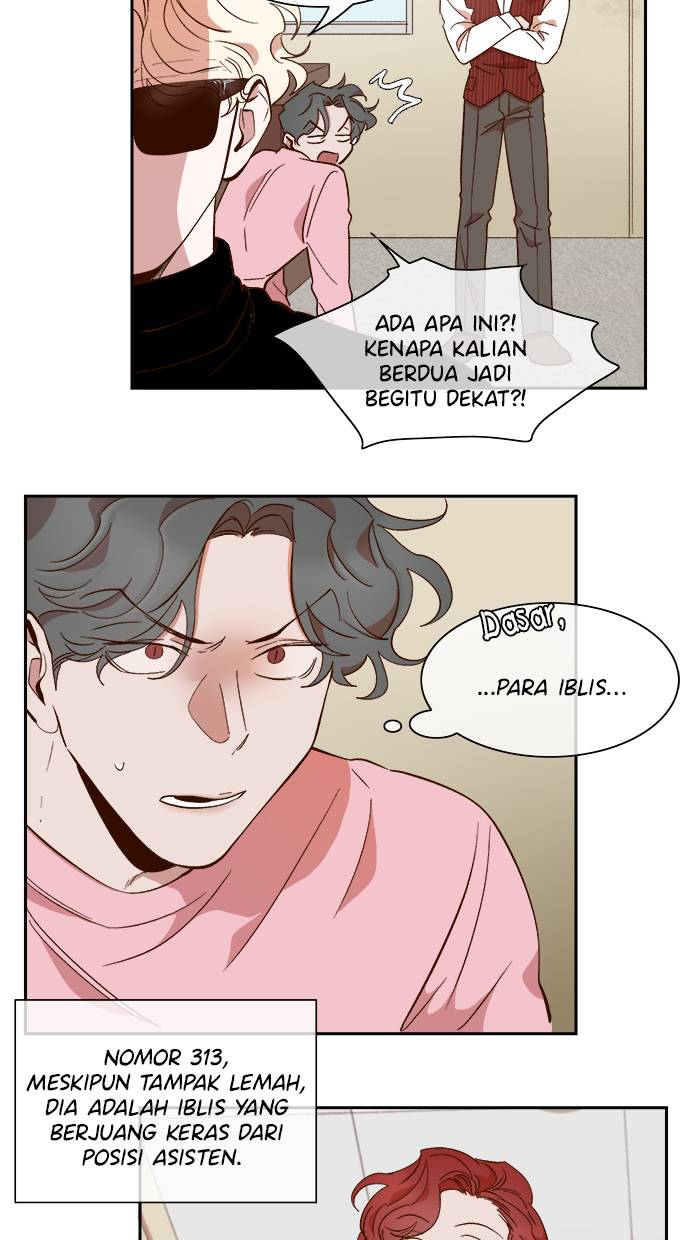 ADA APA INI?!
KENAPA KALIAN
BERDUA JADI
BEGITU DEKAT?!
Dasar,
...PARA IBLIS...
NOMOR 313,
MESKIPUN TAMPAK LEMAH,
DIA ADALAH IBLIS YANG
BERJUANG KERAS DARI
POSISI ASISTEN.